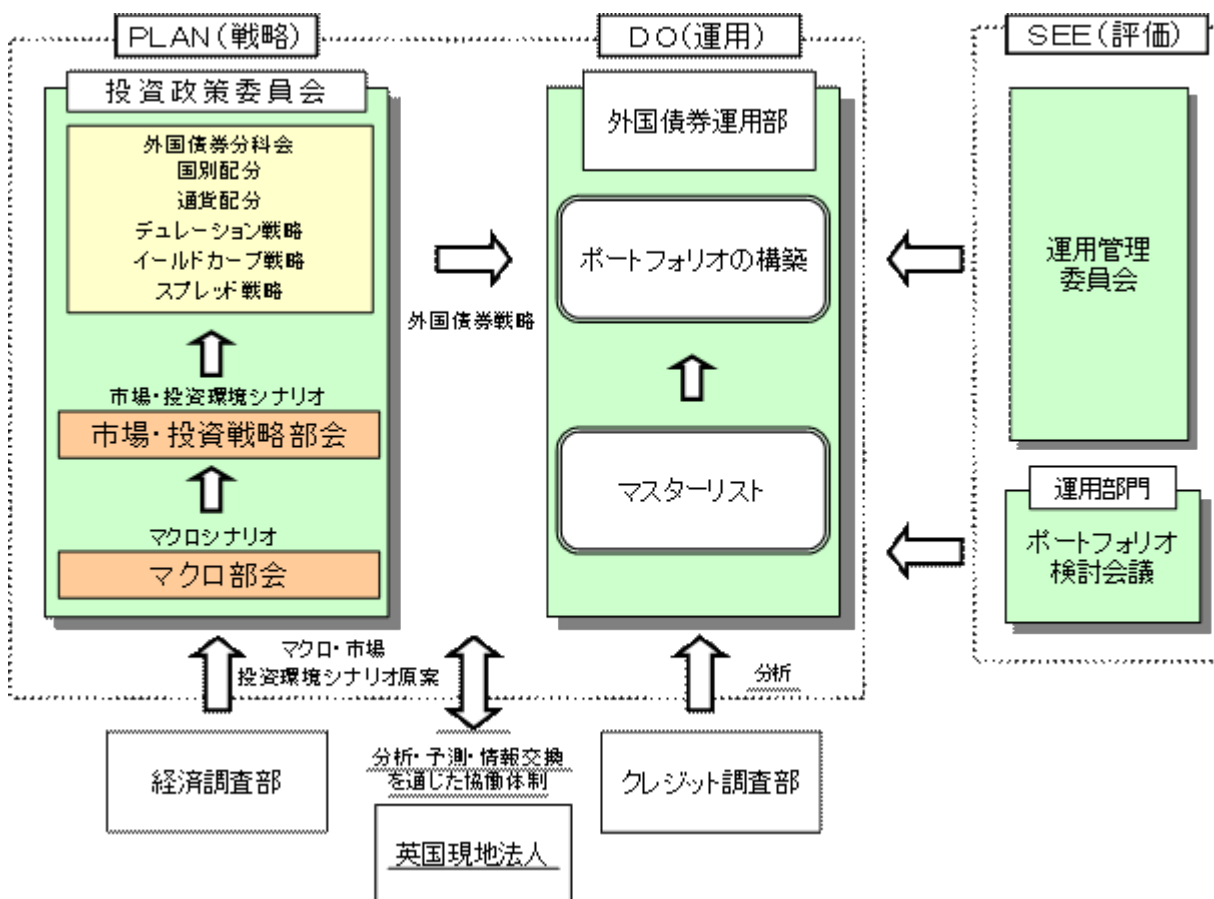 PLAN(戦略)
投資政策委員会
外国債券分科会
国別配分
通貨配分
デュレーション戦略
イールドカーブ戦略
スプレッド戦略
市場・投資環境シナリオ
市場・投資戦略部会
マクロシナリオ
マクロ部会
外国債券戦略
DO(運用)
外国債券運用部
ポートフォリオの構築
マスターリスト
SEE(評価)
運用管理
委員会
運用部門
ポートフォリオ
検討会議
マクロ・市場
投資環境シナリオ原案
分析
経済調査部
分析・予測・情報交換
を通じた協働体制
英国現地法人
クレジット調査部